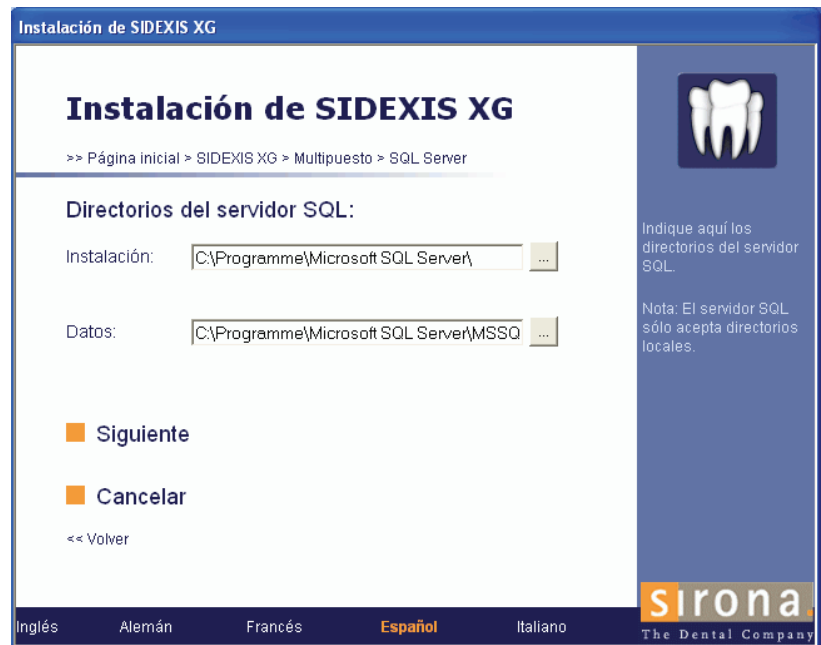 Instalación de SIDEXIS XG
Instalación de SIDEXIS XG
>> Página inicial > SIDEXIS XG > Multipuesto > SQL Server
Directorios del servidor SQL:
Instalación: C:\Programme\Microsoft SQL Server\ ...
Datos: C:\Programme\Microsoft SQL Server\MSSQ ...
Siguiente
Cancelar
<< Volver
Indique aquí los
directorios del servidor
SQL.
Nota: El servidor SQL
sólo acepta directorios
locales.
Inglés Alemán Francés Español Italiano
sirona.
The Dental Company